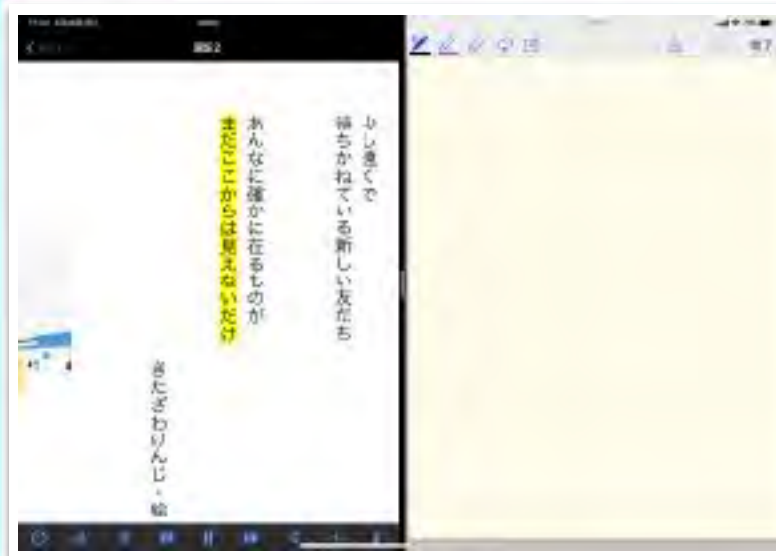 少し遠くで
待ちかねている新しい友だち
あんなに確かに在るものが
まだここからは見えないだけ
きたざわりんじ・絵